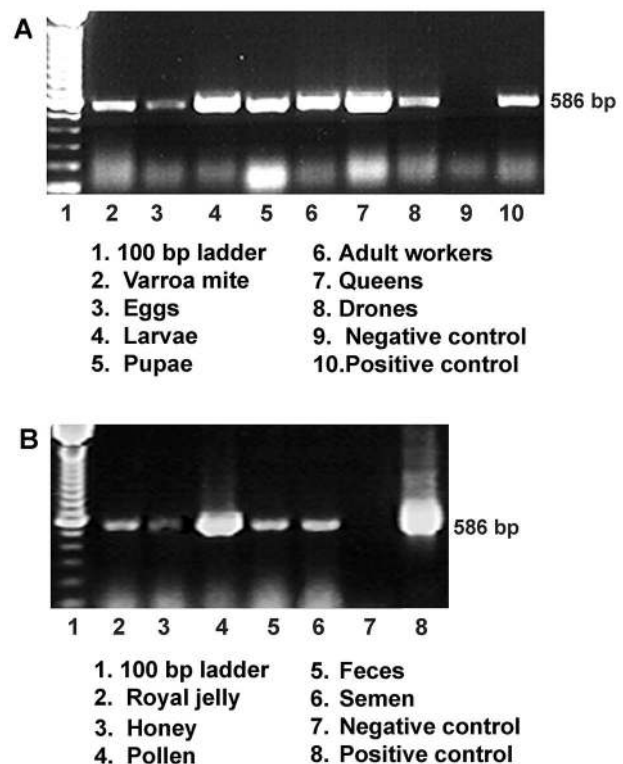 A
586 bp
1 2 3 4 5 6 7 8 9 10
1. 100 bp ladder
2. Varroa mite
3. Eggs
4. Larvae
5. Pupae
6. Adult workers
7. Queens
8. Drones
9. Negative control
10.Positive control
B
586 bp
1 2 3 4 5 6 7 8
1. 100 bp ladder
2. Royal jelly
3. Honey
4. Pollen
5. Feces
6. Semen
7. Negative control
8. Positive control